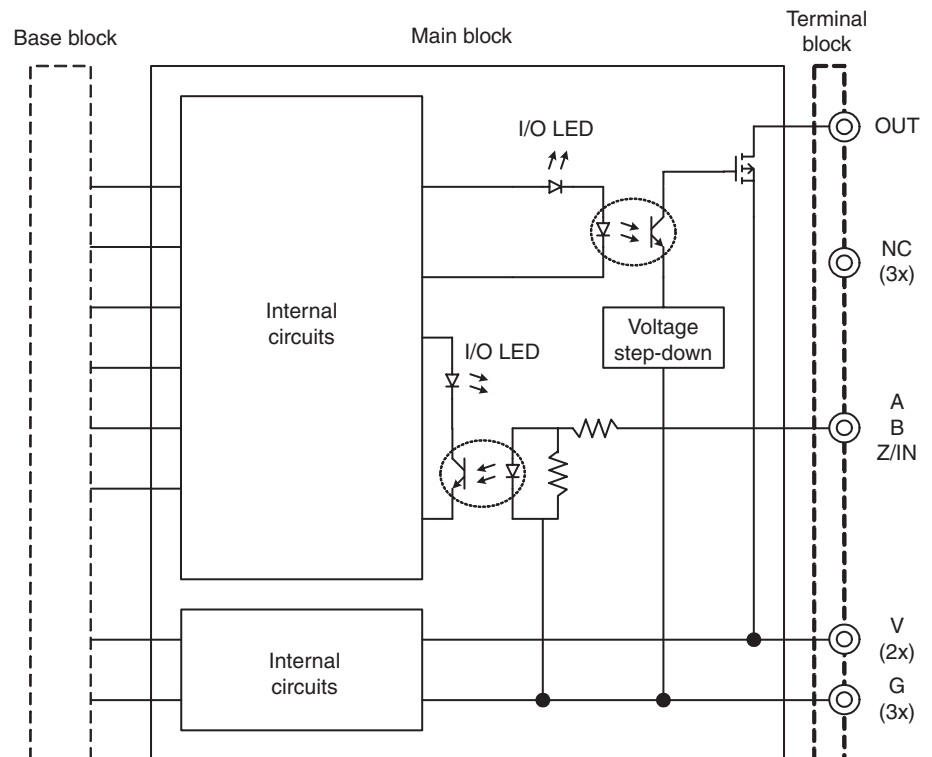 Base block
Main block
Terminal
block
I/O LED
OUT
NC
(3x)
Internal
circuits
Voltage
step-down
I/O LED
A
B
Z/IN
Internal
circuits
V
(2x)
G
(3x)